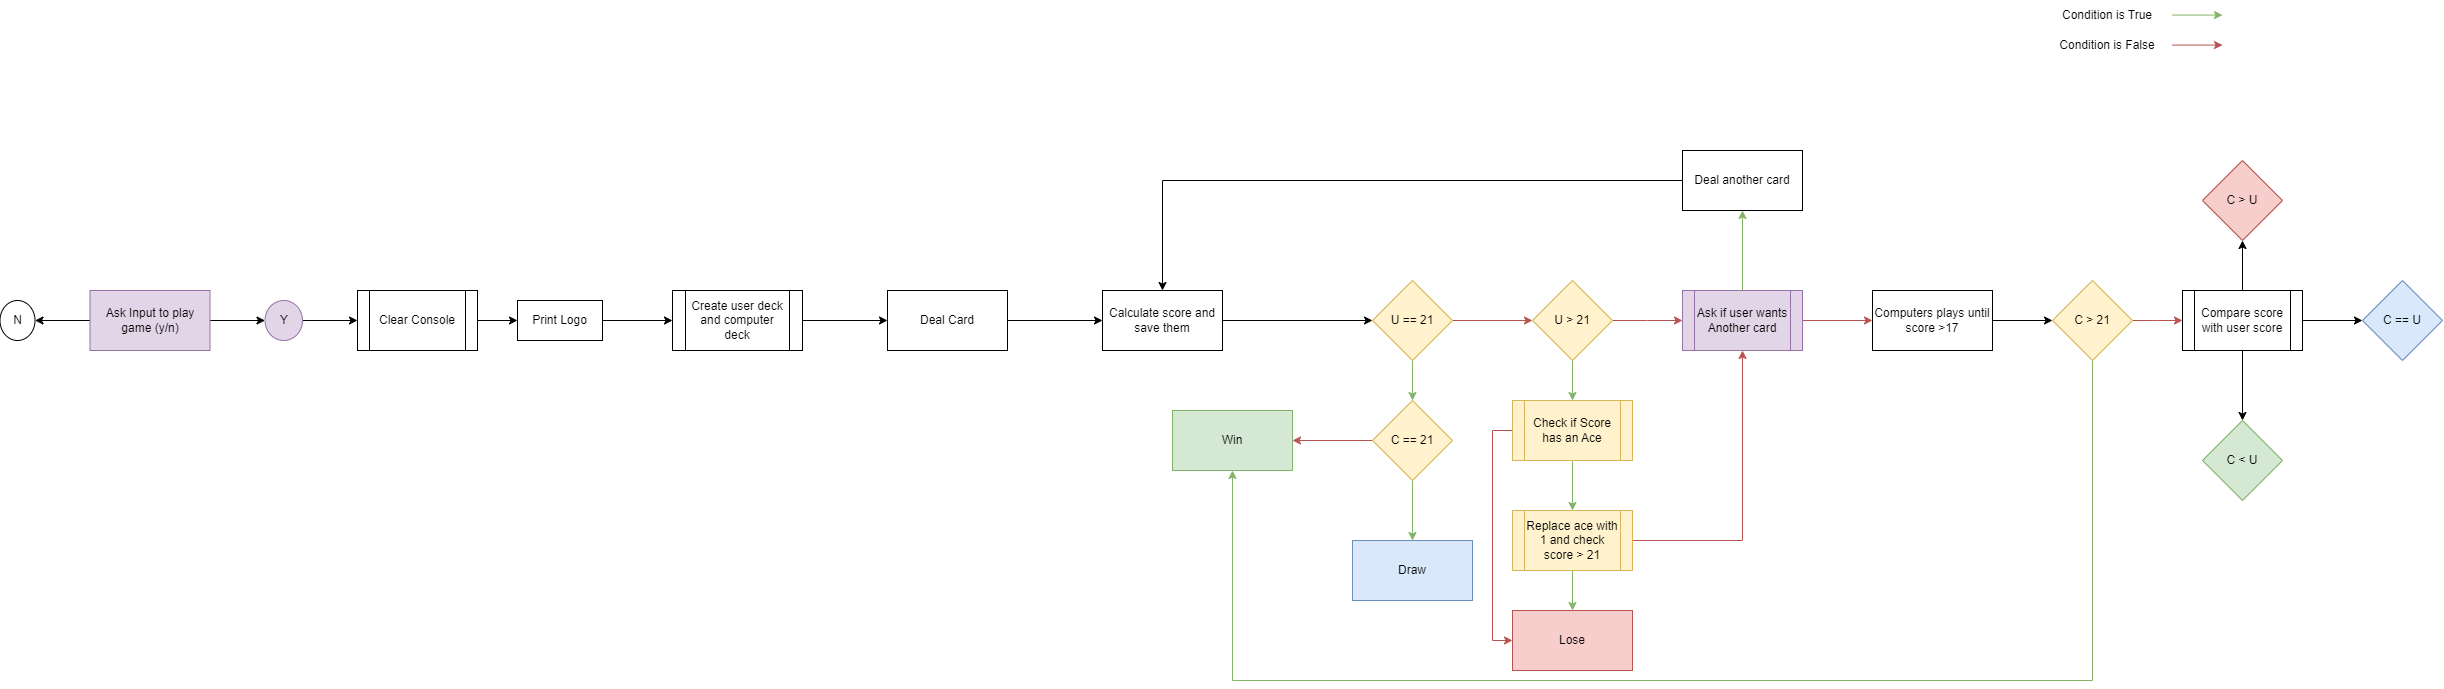 Condition is True
Condition is False
Deal another card
C > U
N
Ask Input to play
game (y/n)
Y
Clear Console
Print Logo
Create user deck
and computer
deck
Deal Card
Calculate score and
save them
U == 21
U > 21
Ask if user wants
Another card
Computers plays until
score >17
C > 21
Compare score
with user score
C == U
Win
C == 21
Check if Score
has an Ace
C < U
Replace ace with
1 and check
score > 21
Draw
Lose